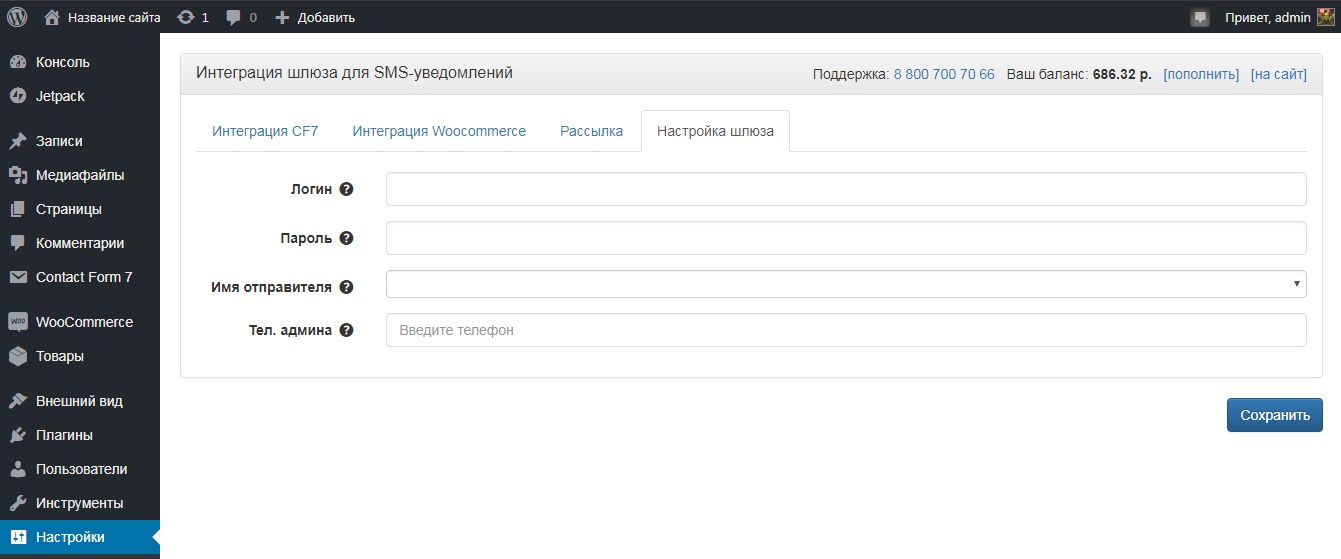 Название сайта 1 0 Добавить Привет, admin
Консоль
Jetpack
Записи
Медиафайлы
Страницы
Комментарии
Contact Form 7
WooCommerce
Товары
Внешний вид
Плагины
Пользователи
Инструменты
Настройки
Интеграция шлюза для SMS-уведомлений Поддержка: 8 800 700 70 66 Ваш баланс: 686.32 р. [пополнить] [на сайт]
Интеграция CF7 Интеграция Woocommerce Рассылка Настройка шлюза
Логин
Пароль
Имя отправителя
Тел. админа Введите телефон
Сохранить